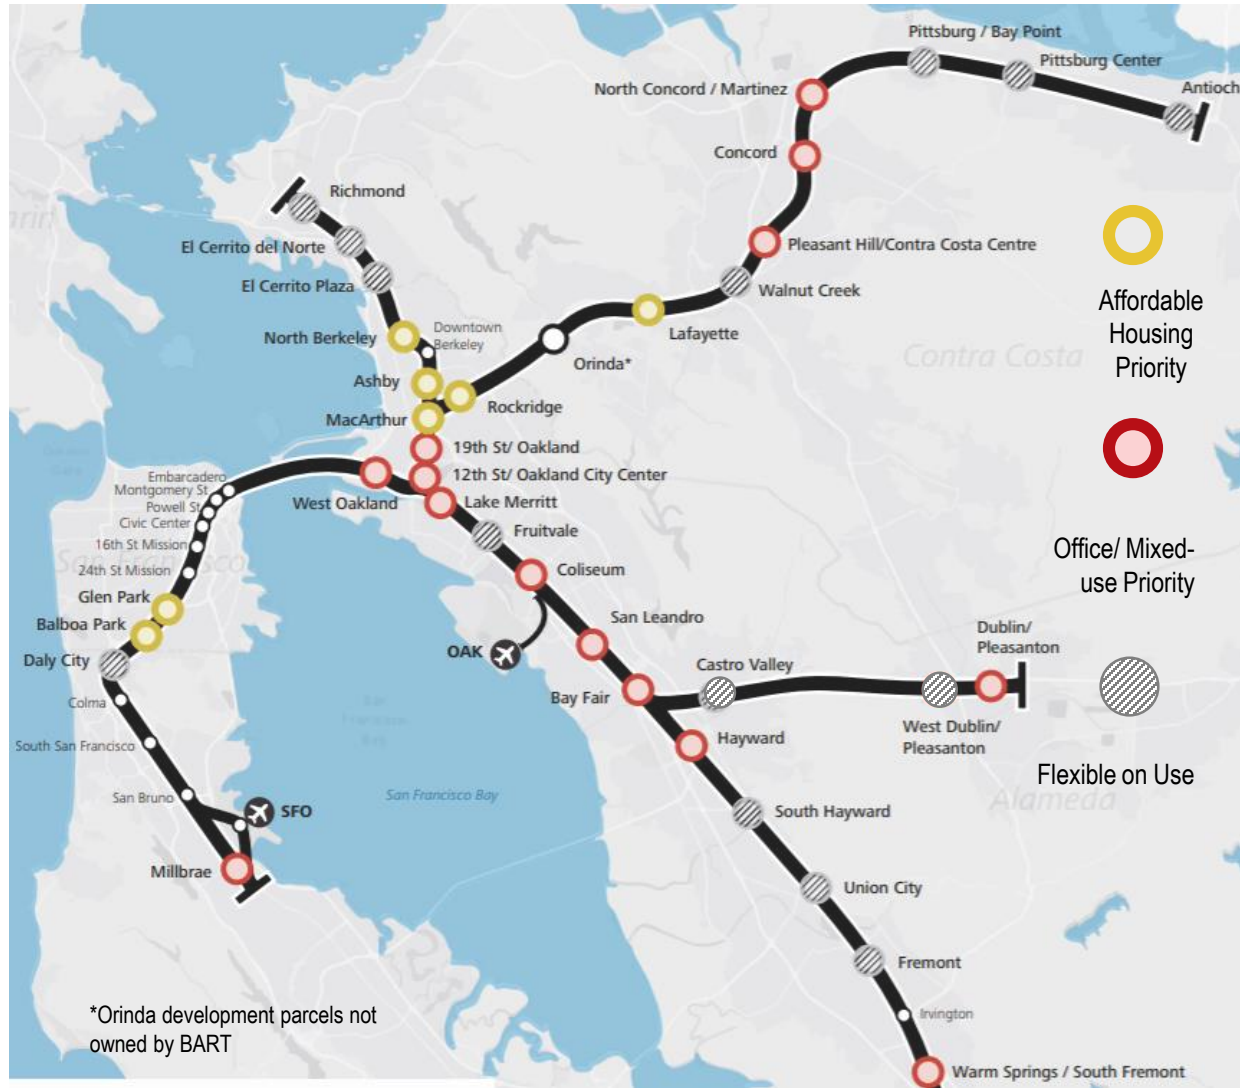 Pittsburg / Bay Point
Pittsburg Center
Antioch
North Concord / Martinez
Concord
Richmond
El Cerrito del Norte
Pleasant Hill/Contra Costa Centre
El Cerrito Plaza
Walnut Creek
Affordable
Housing
Priority
North Berkeley
Downtown
Berkeley
Lafayette
Contra Costa
Orinda*
Ashby
Rockridge
MacArthur
19th St/ Oakland
12th St/ Oakland City Center
West Oakland
Lake Merritt
Embarcadero
Montgomery St
Powell St
Civic Center
16th St Mission
San Francisco
24th St Mission
Fruitvale
Office/ Mixed-
use Priority
Coliseum
Glen Park
Balboa Park
San Leandro
Dublin/
Pleasanton
Daly City
OAK
Castro Valley
Bay Fair
Colma
San
Francisco
Bay
West Dublin/
Pleasanton
South San Francisco
Hayward
Flexible on Use
San Bruno
San Francisco Bay
Alameda
SFO
South Hayward
Millbrae
Union City
Fremont
*Orinda development parcels not
owned by BART
Irvington
Warm Springs / South Fremont